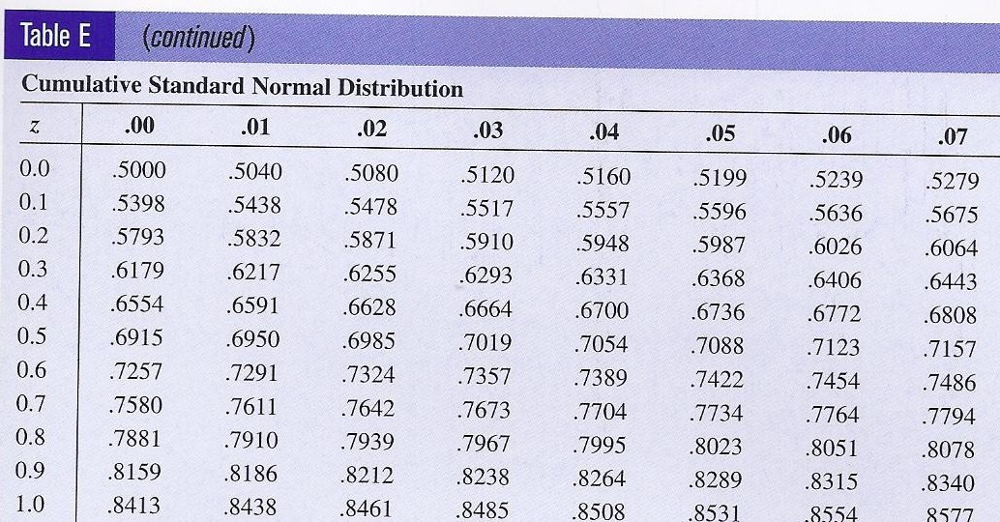 Table E (continued)
Cumulative Standard Normal Distribution
z .00 .01 .02 .03 .04 .05 .06 .07
0.0 .5000 .5040 .5080 .5120 .5160 .5199 .5239 .5279
0.1 .5398 .5438 .5478 .5517 .5557 .5596 .5636 .5675
0.2 .5793 .5832 .5871 .5910 .5948 .5987 .6026 .6064
0.3 .6179 .6217 .6255 .6293 .6331 .6368 .6406 .6443
0.4 .6554 .6591 .6628 .6664 .6700 .6736 .6772 .6808
0.5 .6915 .6950 .6985 .7019 .7054 .7088 .7123 .7157
0.6 .7257 .7291 .7324 .7357 .7389 .7422 .7454 .7486
0.7 .7580 .7611 .7642 .7673 .7704 .7734 .7764 .7794
0.8 .7881 .7910 .7939 .7967 .7995 .8023 .8051 .8078
0.9 .8159 .8186 .8212 .8238 .8264 .8289 .8315 .8340
1.0 .8413 .8438 .8461 .8485 .8508 .8531 .8554 .8577